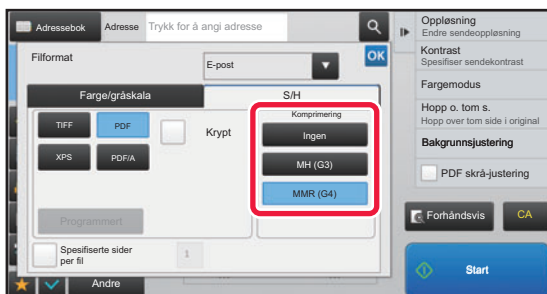 Adressebok
Adresse
Trykk for å angi adresse
Filformat
E-post
OK
Farge/gråskala
S/H
TIFF
PDF
Krypt
XPS
PDF/A
Programmert
Komprimering
Ingen
MH (G3)
MMR (G4)
Spesifiserte sider
per fil
1
Andre
Oppløsning
Endre sendeoppløsning
Kontrast
Spesifiser sendekontrast
Fargemodus
Hopp o. tom s.
Hopp over tom side i original
Bakgrunnsjustering
PDF skrå-justering
Forhåndsvis
CA
Start